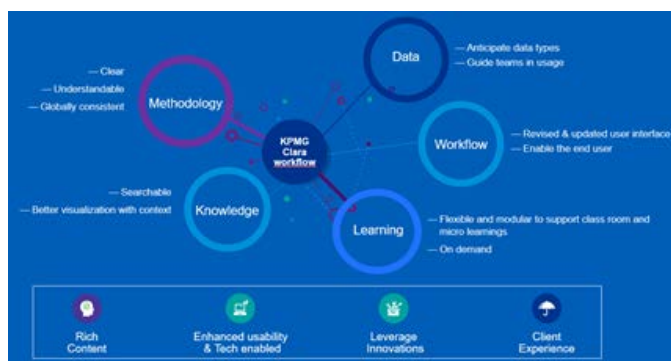 Data
— Anticipate data types
— Guide teams in usage
— Clear
— Understandable
— Globally consistent
Methodology
KPMG
Clara
workflow
Workflow
— Revised & updated user interface
— Enable the end user
— Searchable
— Better visualization with context
Knowledge
Learning
— Flexible and modular to support class room and
micro learnings
— On demand
Rich
Content
Enhanced usability
& Tech enabled
Leverage
Innovations
Client
Experience